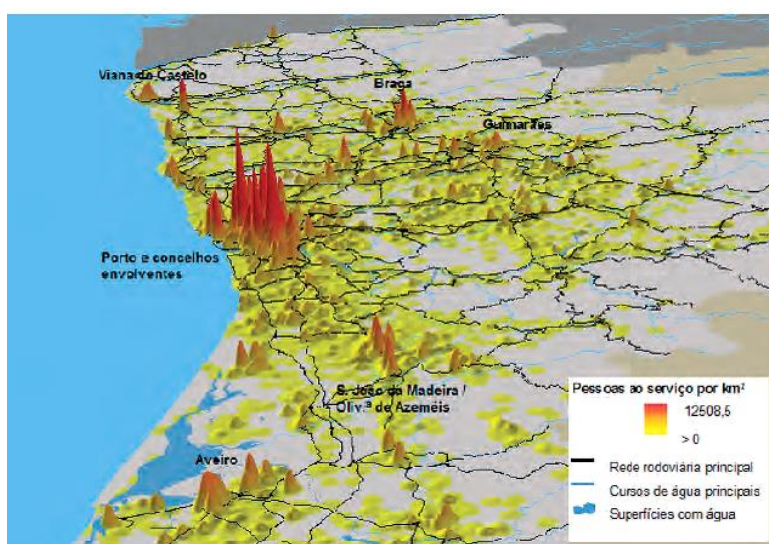 Viana do Castelo
Braga
Guimarães
Porto e concelhos
envolventes
S. João da Madeira /
Oliv.ª de Azeméis
Aveiro
Pessoas ao serviço por km²
12508,5
> 0
Rede rodoviária principal
Cursos de água principais
Superfícies com água